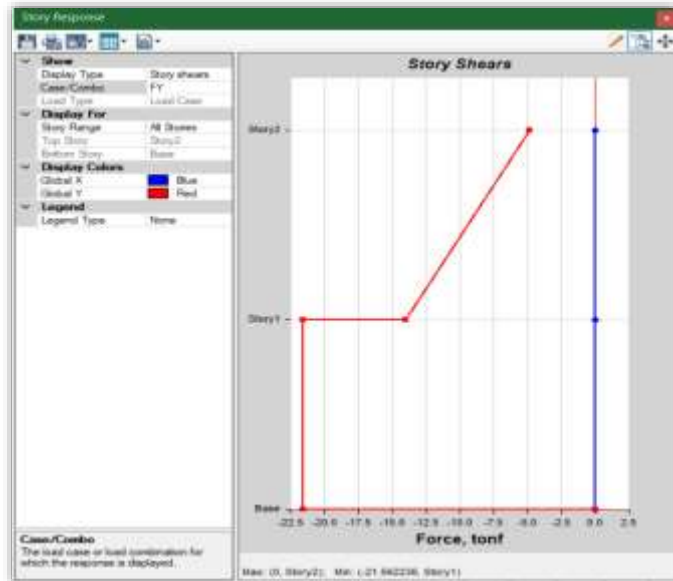 Story Response
Show
Display Type Story shears
Case/Combo FY
Load Type Load Case
Display For
Story Range All Stories
Top Story Story2
Bottom Story Base
Display Colors
Global X Blue
Global Y Red
Legend
Legend Type None
Case/Combo
The load case or load combination for
which the response is displayed.
Story Shears
Story2
Story1
Base
-22.5 -20.0 -17.5 -15.0 -12.5 -10.0 -7.5 -5.0 -2.5 0.0 2.5
Force, tonf
Max: (0, Story2); Min: (-21.562236, Story1)